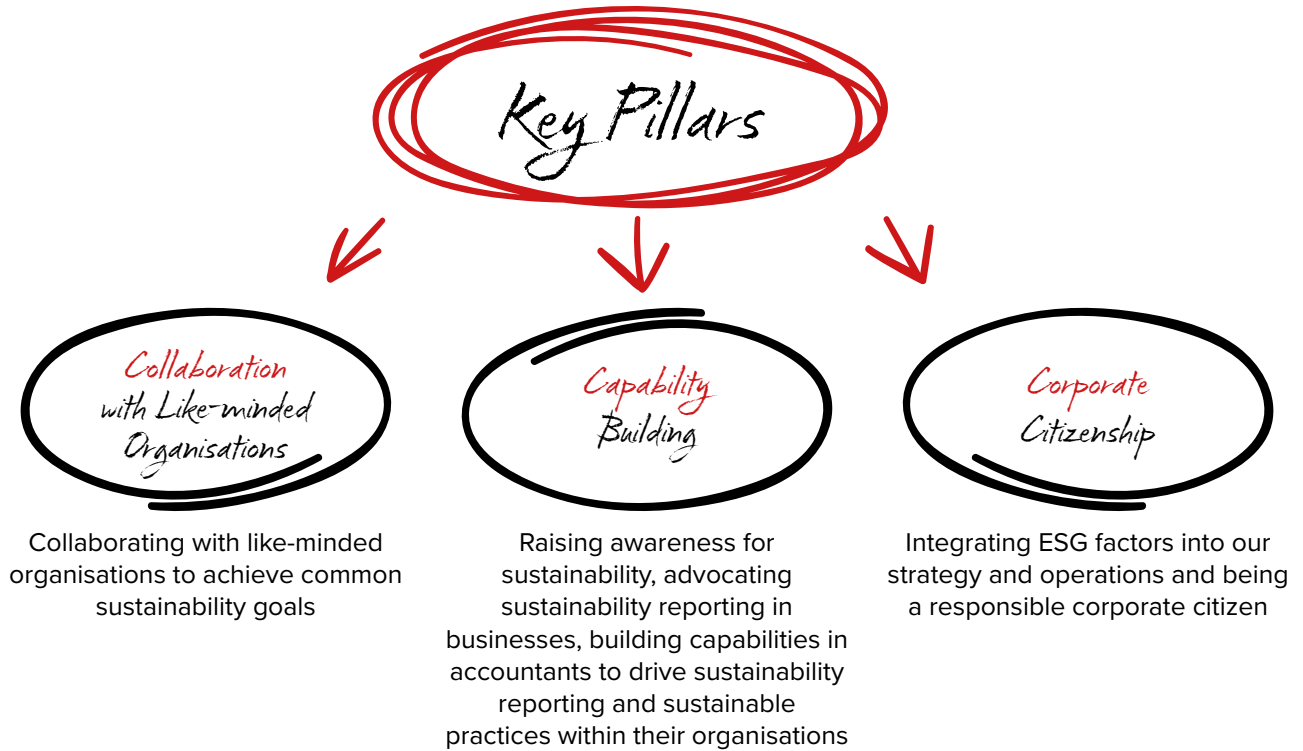 Key Pillars
Collaboration
with Like-minded
Organisations
Capability
Building
Corporate
Citizenship
Collaborating with like-minded
organisations to achieve common
sustainability goals
Raising awareness for
sustainability, advocating
sustainability reporting in
businesses, building capabilities in
accountants to drive sustainability
reporting and sustainable
practices within their organisations
Integrating ESG factors into our
strategy and operations and being
a responsible corporate citizen